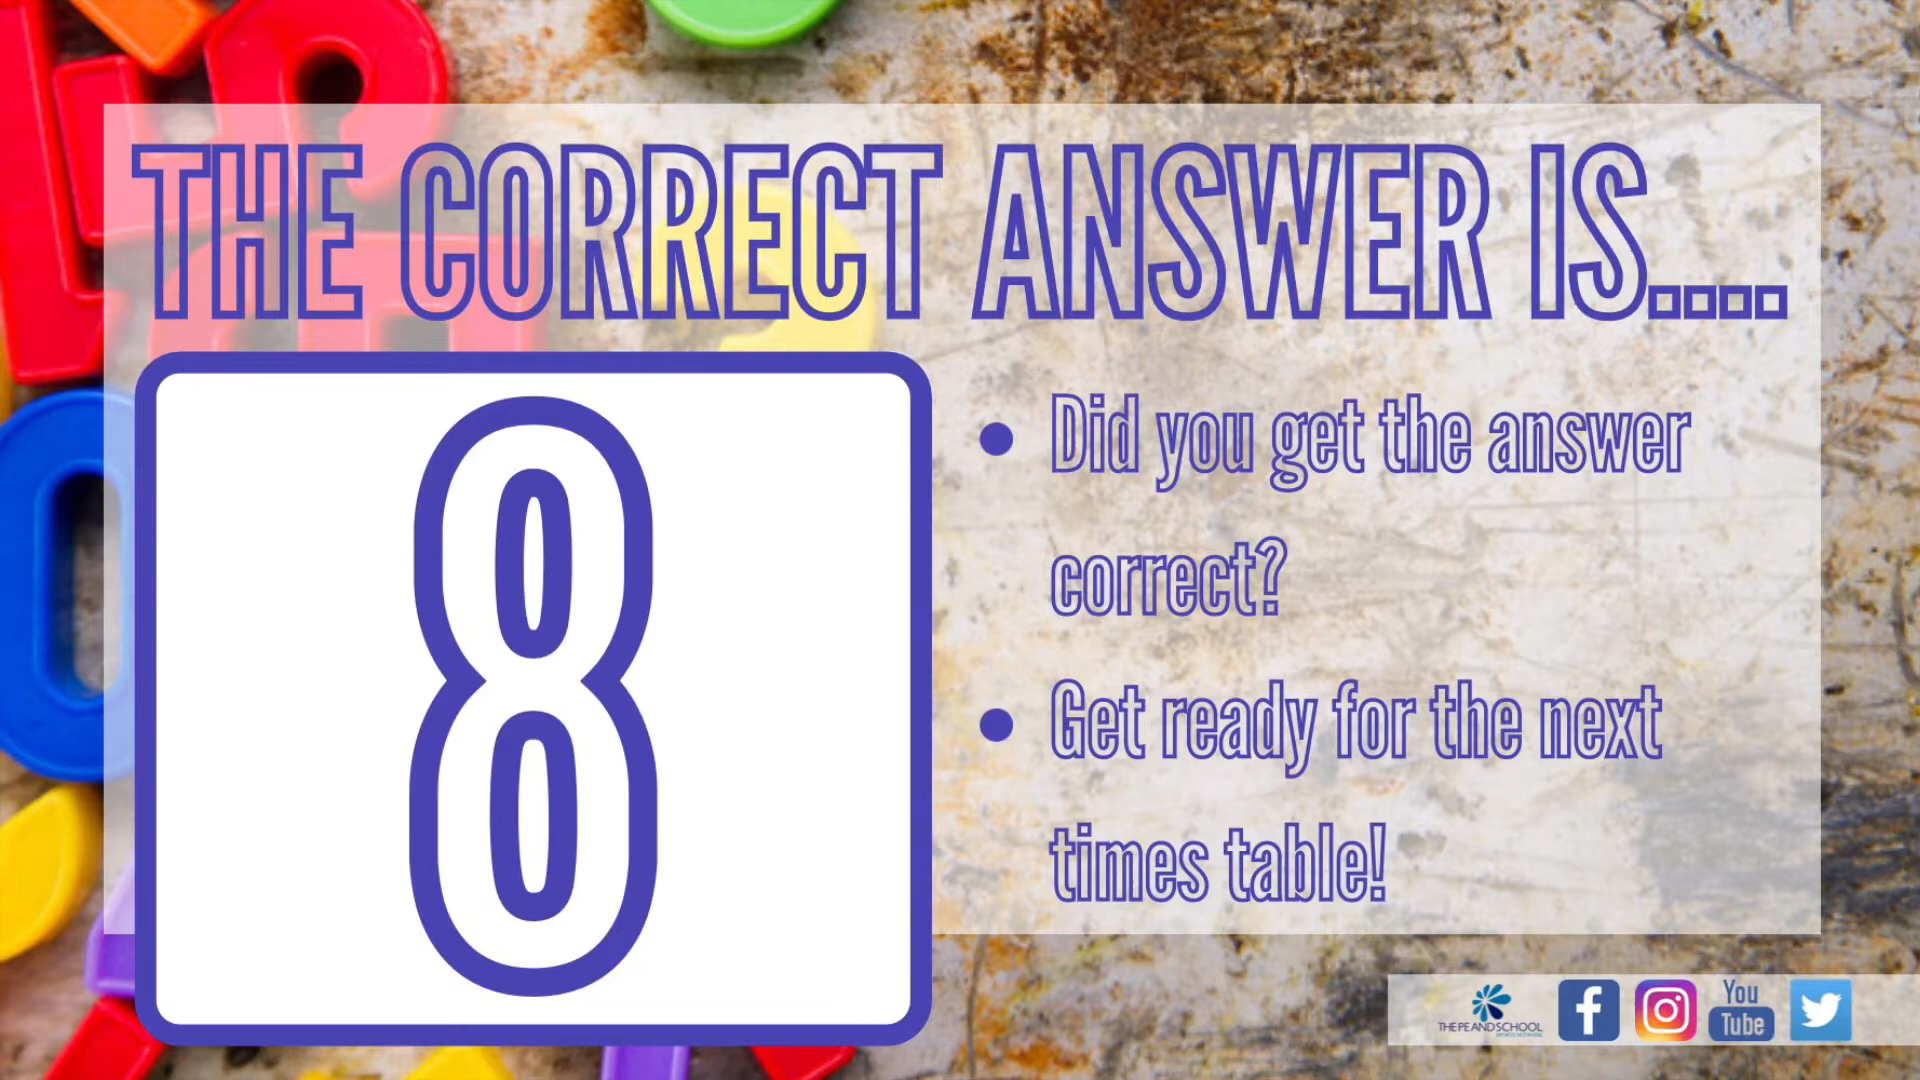 THE CORRECT ANSWER IS....
8
• Did you get the answer
correct?
• Get ready for the next
times table!
THE PE AND SCHOOL
You
Tube